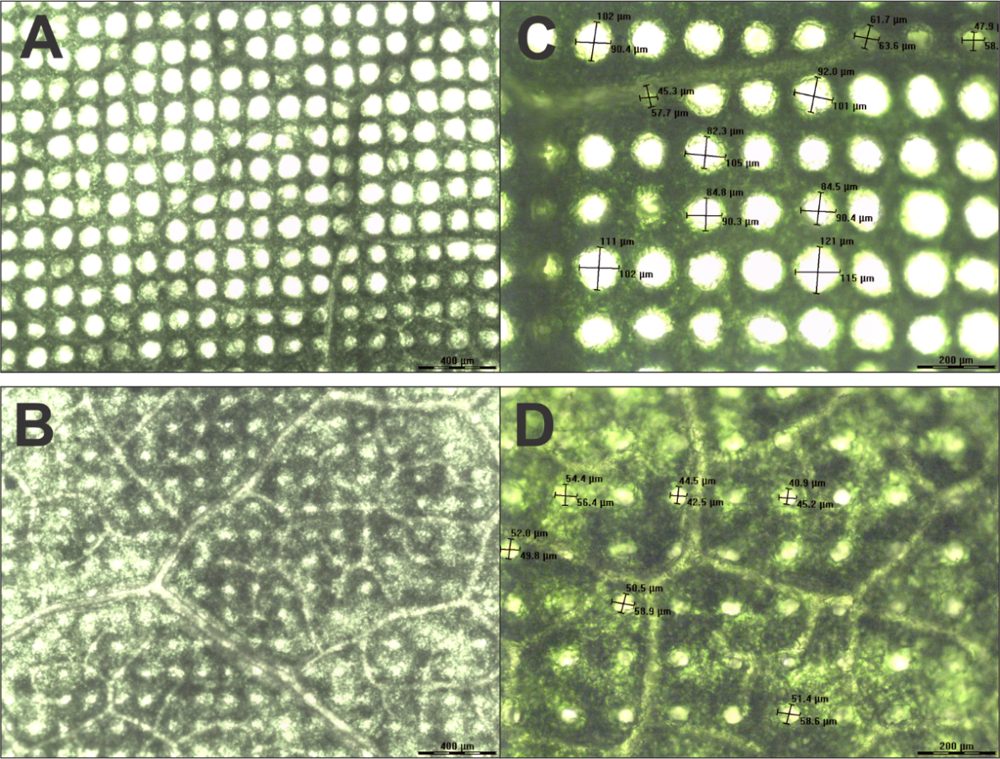 A
400 µm
C
102 µm
90.4 µm
61.7 µm
63.6 µm
47.9
58.
45.3 µm
57.7 µm
92.0 µm
101 µm
82.3 µm
105 µm
84.8 µm
90.3 µm
84.5 µm
90.4 µm
111 µm
102 µm
121 µm
115 µm
200 µm
B
400 µm
D
54.4 µm
56.4 µm
44.5 µm
42.5 µm
40.9 µm
45.2 µm
52.0 µm
49.8 µm
50.5 µm
58.9 µm
51.4 µm
58.6 µm
200 µm